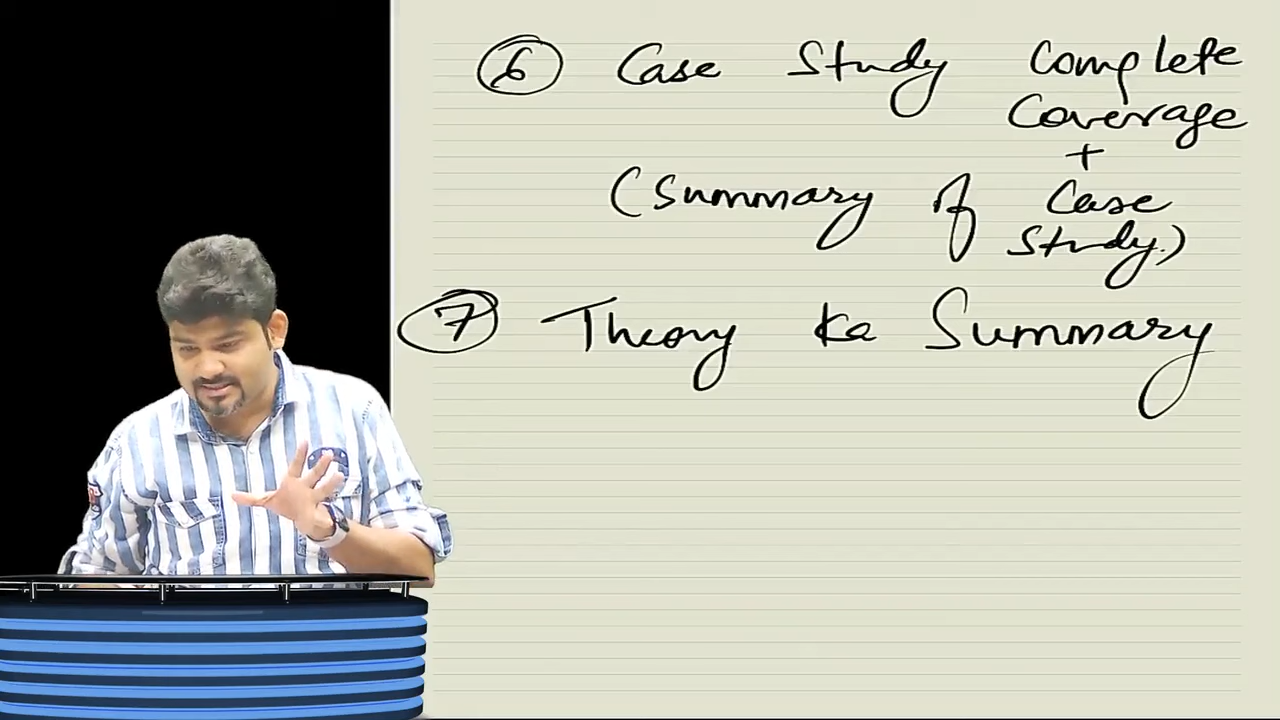 6 Case Study Complete
Coverage
+
(Summary of Case
Study.)
7 Theory Ka Summary